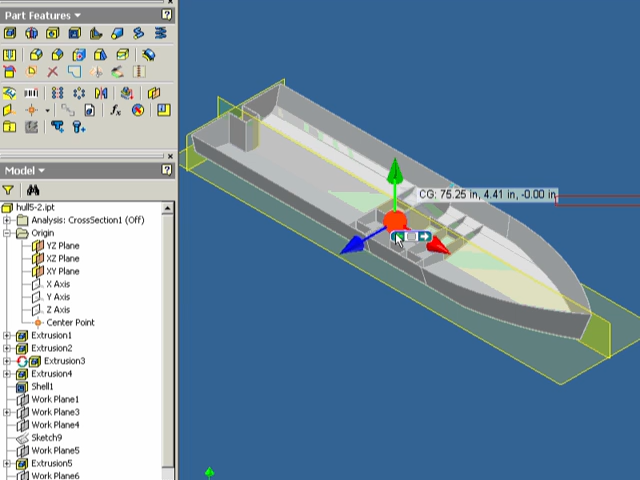 Part Features
Model
hull5-2.ipt
Analysis: CrossSection1 (Off)
Origin
YZ Plane
XZ Plane
XY Plane
X Axis
Y Axis
Z Axis
Center Point
Extrusion1
Extrusion2
Extrusion3
Extrusion4
Shell1
Work Plane1
Work Plane3
Work Plane4
Sketch9
Work Plane5
Extrusion5
Work Plane6
CG: 75.25 in, 4.41 in, -0.00 in